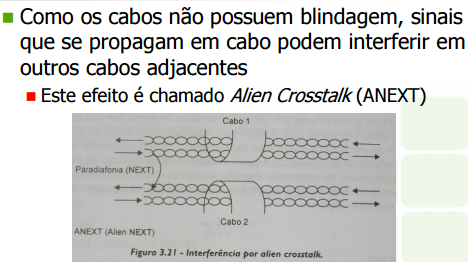 Como os cabos não possuem blindagem, sinais
que se propagam em cabo podem interferir em
outros cabos adjacentes
Este efeito é chamado Alien Crosstalk (ANEXT)
Cabo 1
Paradiafonia (NEXT)
Cabo 2
ANEXT (Alien NEXT)
Figura 3.21 - Interferência por alien crosstalk.